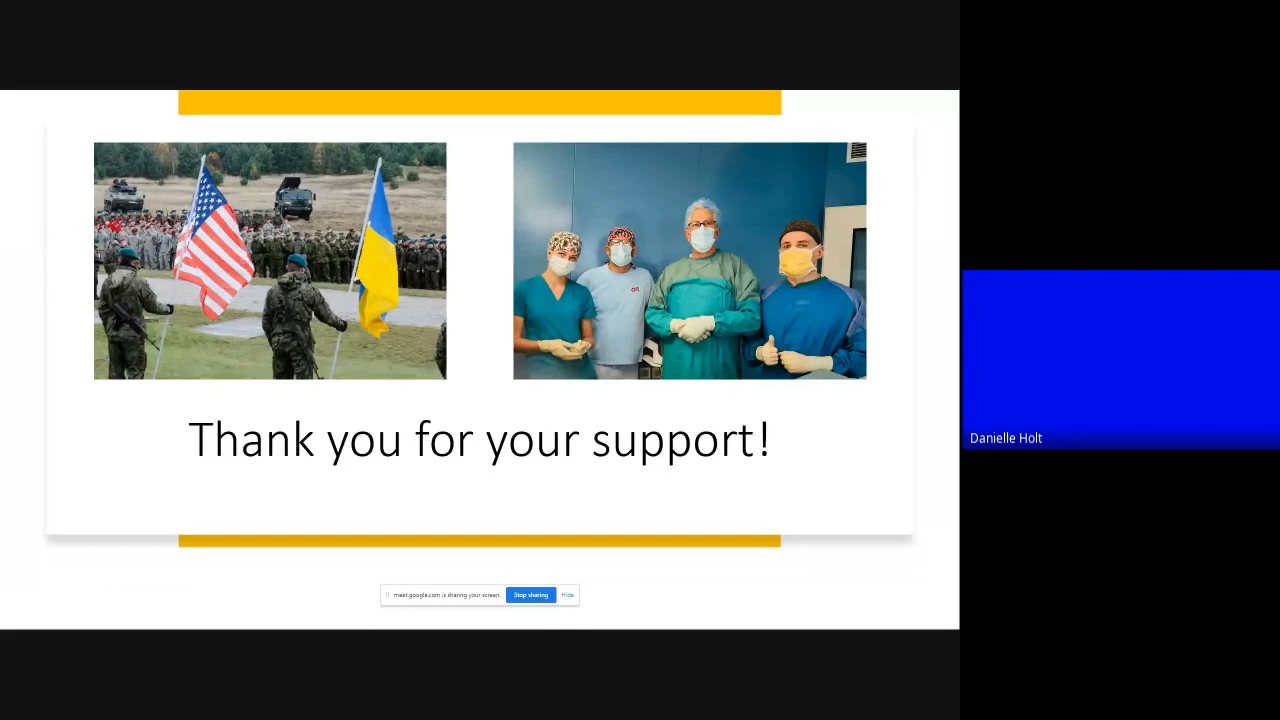 Thank you for your support!
meet.google.com is sharing your screen.
Stop sharing
Hide
Danielle Holt